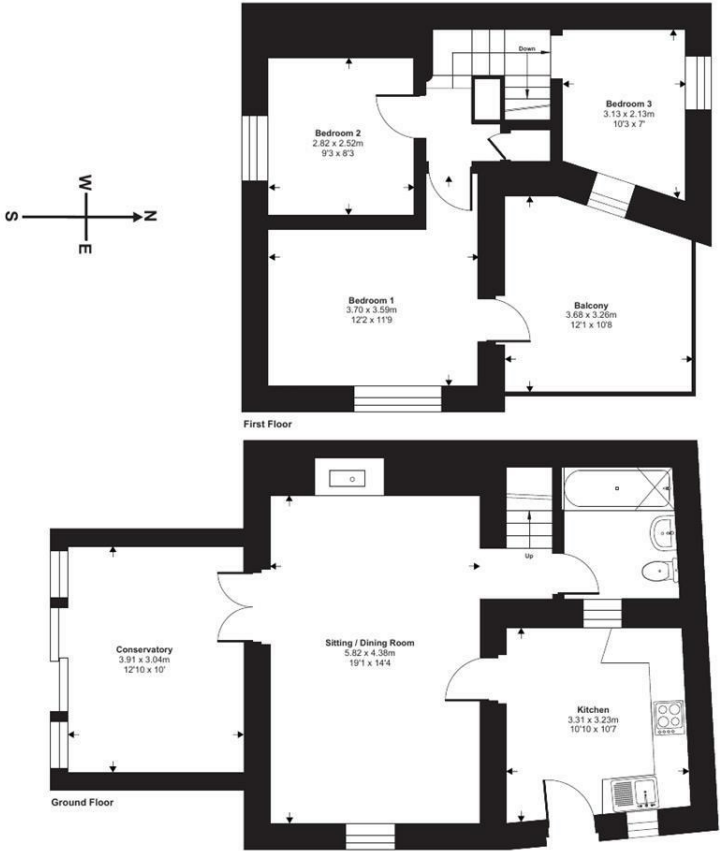 Down
Bedroom 3
3.13 x 2.13m
10'3 x 7'
Bedroom 2
2.82 x 2.52m
9'3 x 8'3
W
S
N
E
Bedroom 1
3.70 x 3.59m
12'2 x 11'9
Balcony
3.68 x 3.26m
12'1 x 10'8
First Floor
Up
Conservatory
3.91 x 3.04m
12'10 x 10'
Sitting / Dining Room
5.82 x 4.38m
19'1 x 14'4
Kitchen
3.31 x 3.23m
10'10 x 10'7
Ground Floor